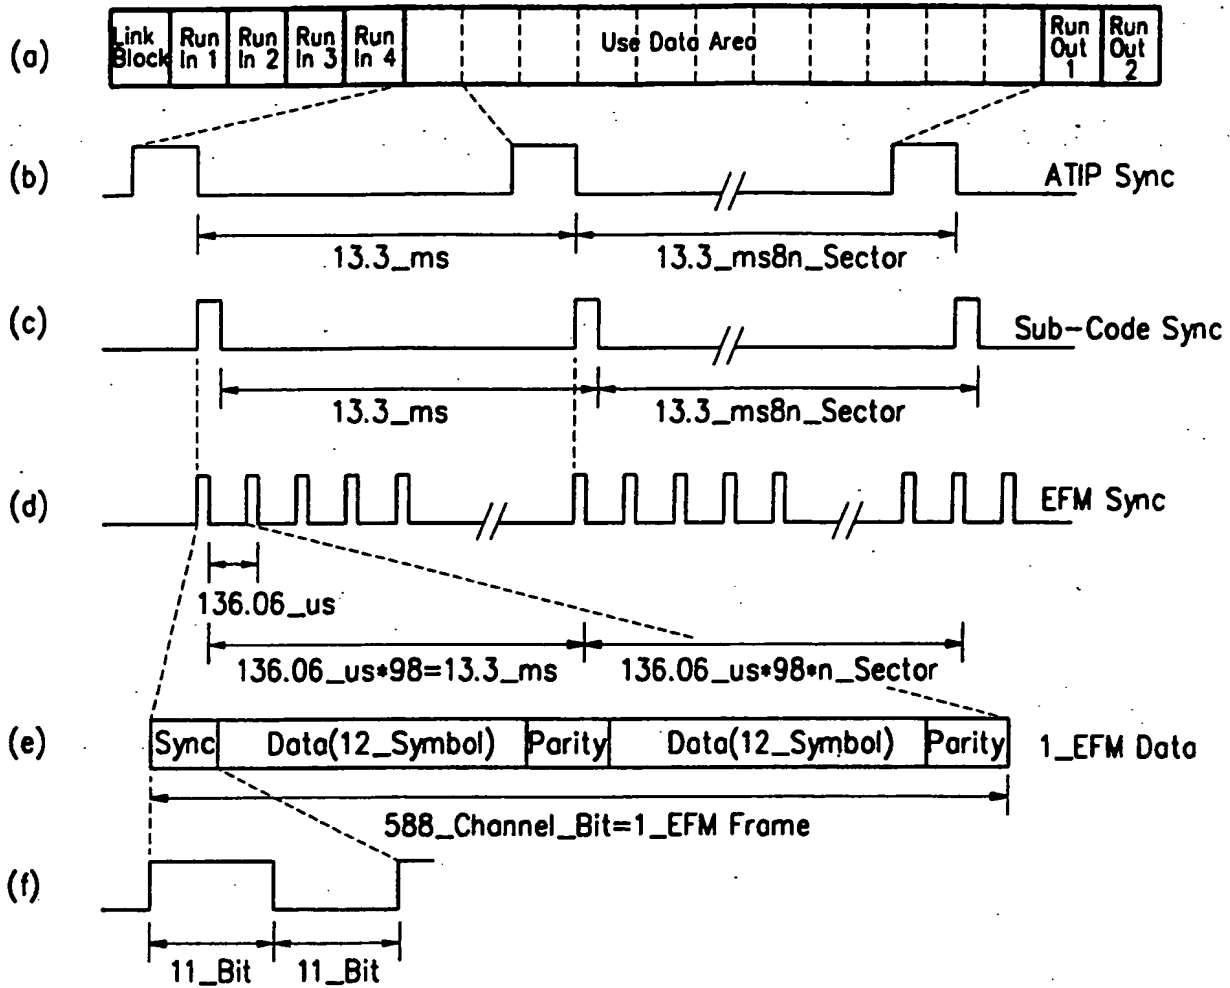 (a)
Link Block
Run In 1
Run In 2
Run In 3
Run In 4
Use Data Area
Run Out 1
Run Out 2
(b)
ATIP Sync
13.3_ms
13.3_ms8n_Sector
(c)
Sub-Code Sync
13.3_ms
13.3_ms8n_Sector
(d)
EFM Sync
136.06_us
136.06_us*98=13.3_ms
136.06_us*98*n_Sector
(e)
Sync
Data(12_Symbol)
Parity
Data(12_Symbol)
Parity
1_EFM Data
588_Channel_Bit=1_EFM Frame
(f)
11_Bit
11_Bit